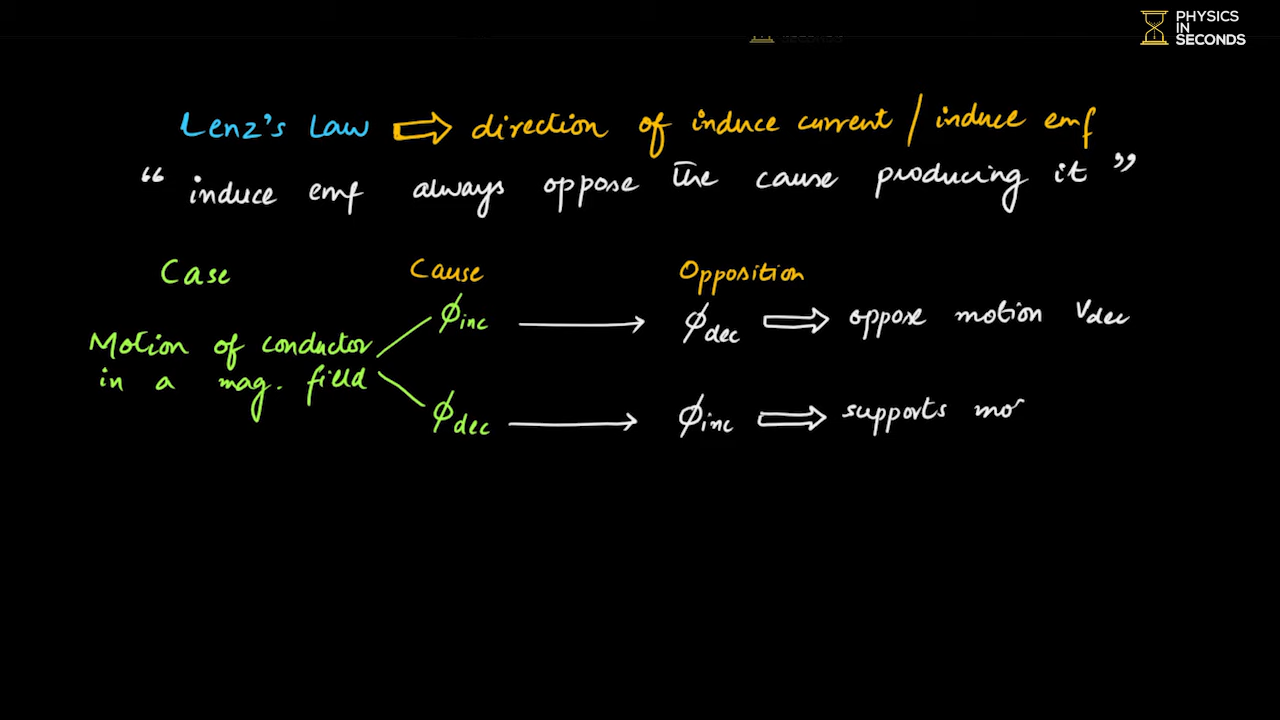 PHYSICS
IN
SECONDS
Lenz's Law ⇒ direction of induce current / induce emf
“ induce emf always oppose the cause producing it ”
Case Cause Opposition
Motion of conductor
in a mag. field
ϕinc → ϕdec ⇒ oppose motion Vdec
ϕdec → ϕinc ⇒ supports mo